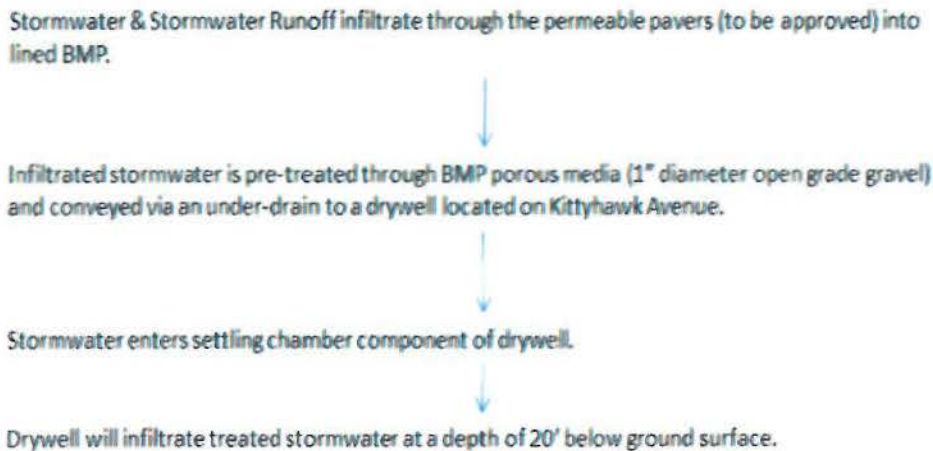 Stormwater & Stormwater Runoff infiltrate through the permeable pavers (to be approved) into
lined BMP.
Infiltrated stormwater is pre-treated through BMP porous media (1" diameter open grade gravel)
and conveyed via an under-drain to a drywell located on Kittyhawk Avenue.
Stormwater enters settling chamber component of drywell.
Drywell will infiltrate treated stormwater at a depth of 20' below ground surface.